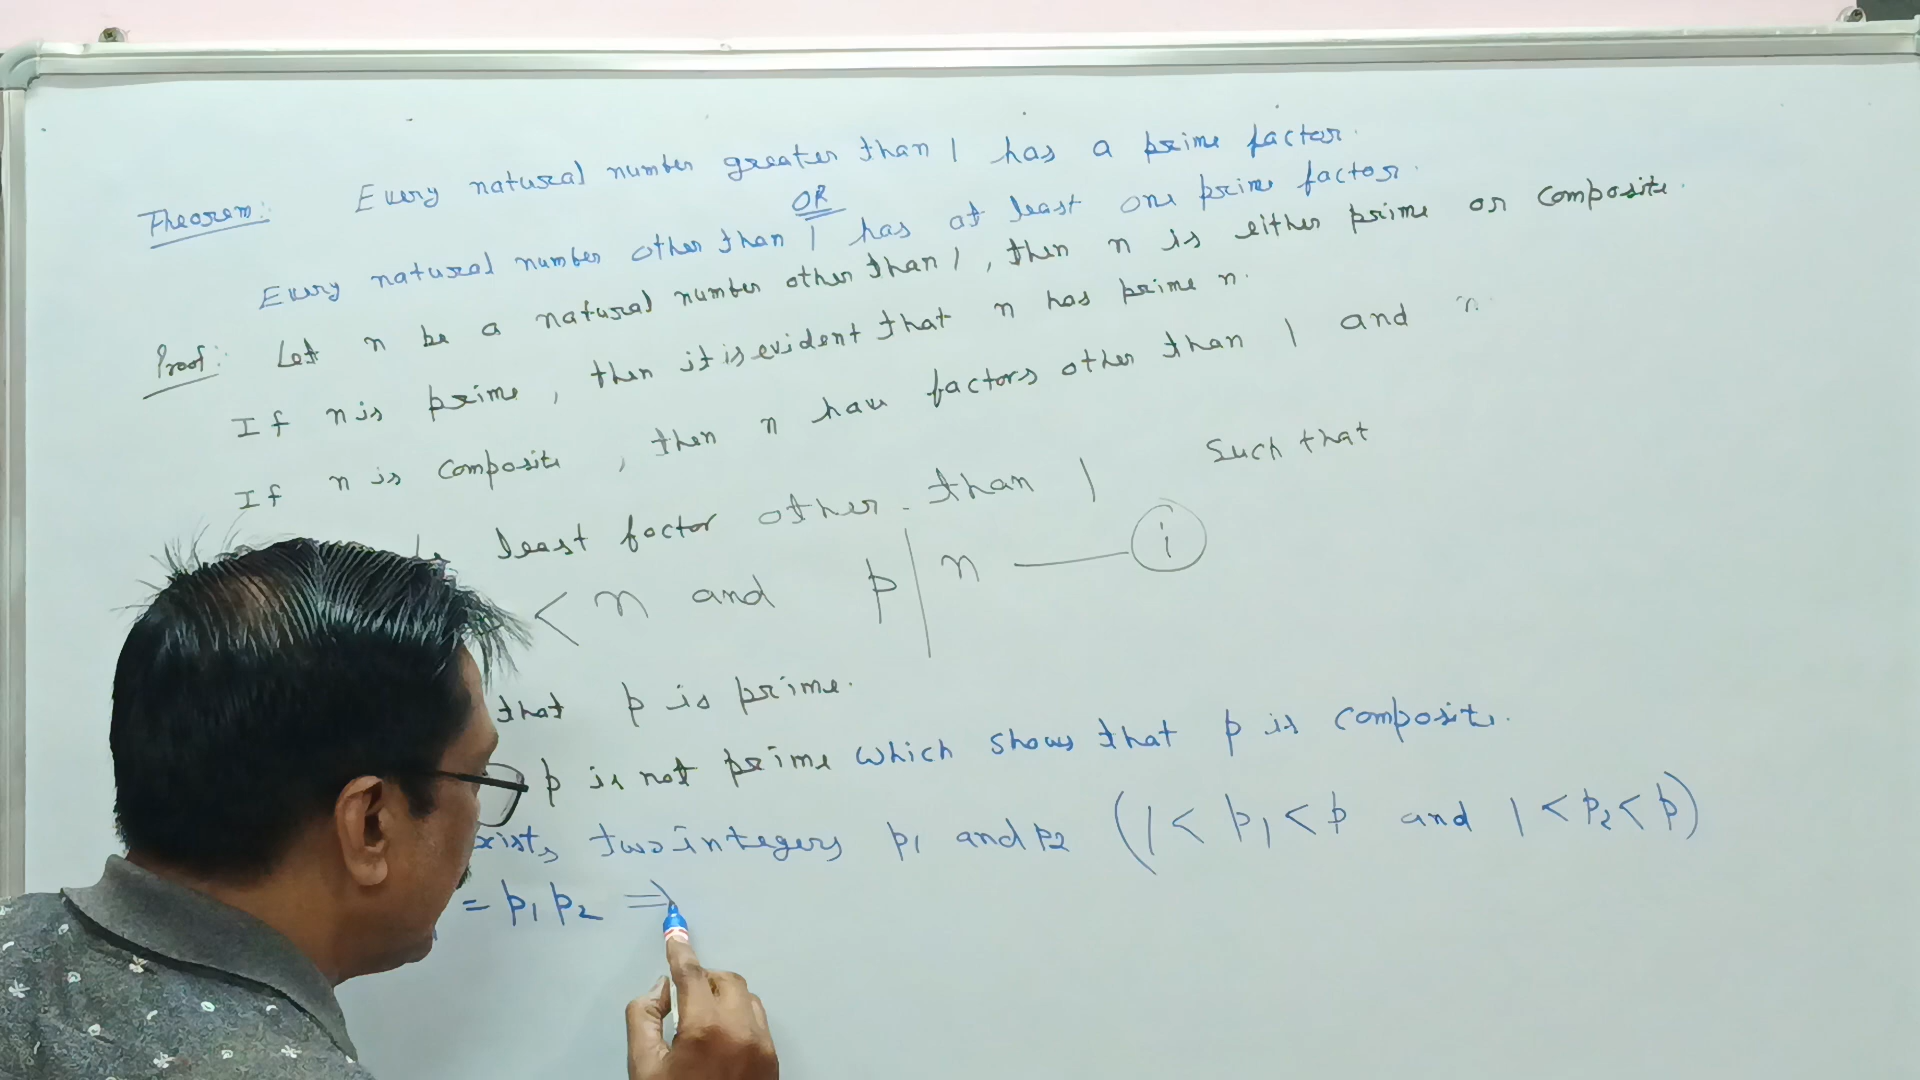 Theorem: Every natural number greater than 1 has a prime factor.
OR
Every natural number other than 1 has at least one prime factor.
Proof: Let n be a natural number other than 1, then n is either prime or composite.
If n is prime, then it is evident that n has prime n.
If n is composite, then n have factors other than 1 and n.
least factor other than 1 such that
< n and p | n — (i)
that p is prime.
p is not prime which shows that p is composite.
two integers p1 and p2 (1 < p1 < p and 1 < p2 < p)
= p1 p2 ⇒